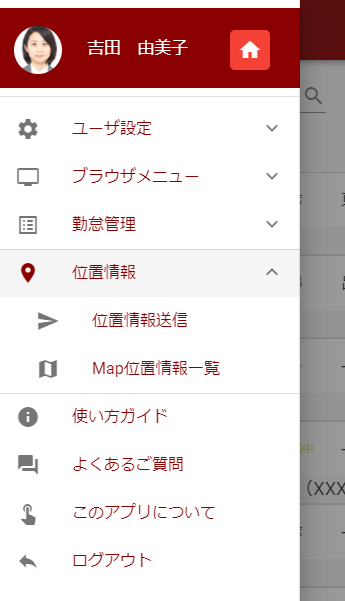 吉田　由美子
ユーザ設定
ブラウザメニュー
勤怠管理
位置情報
位置情報送信
Map位置情報一覧
使い方ガイド
よくあるご質問
（XXX
このアプリについて
ログアウト